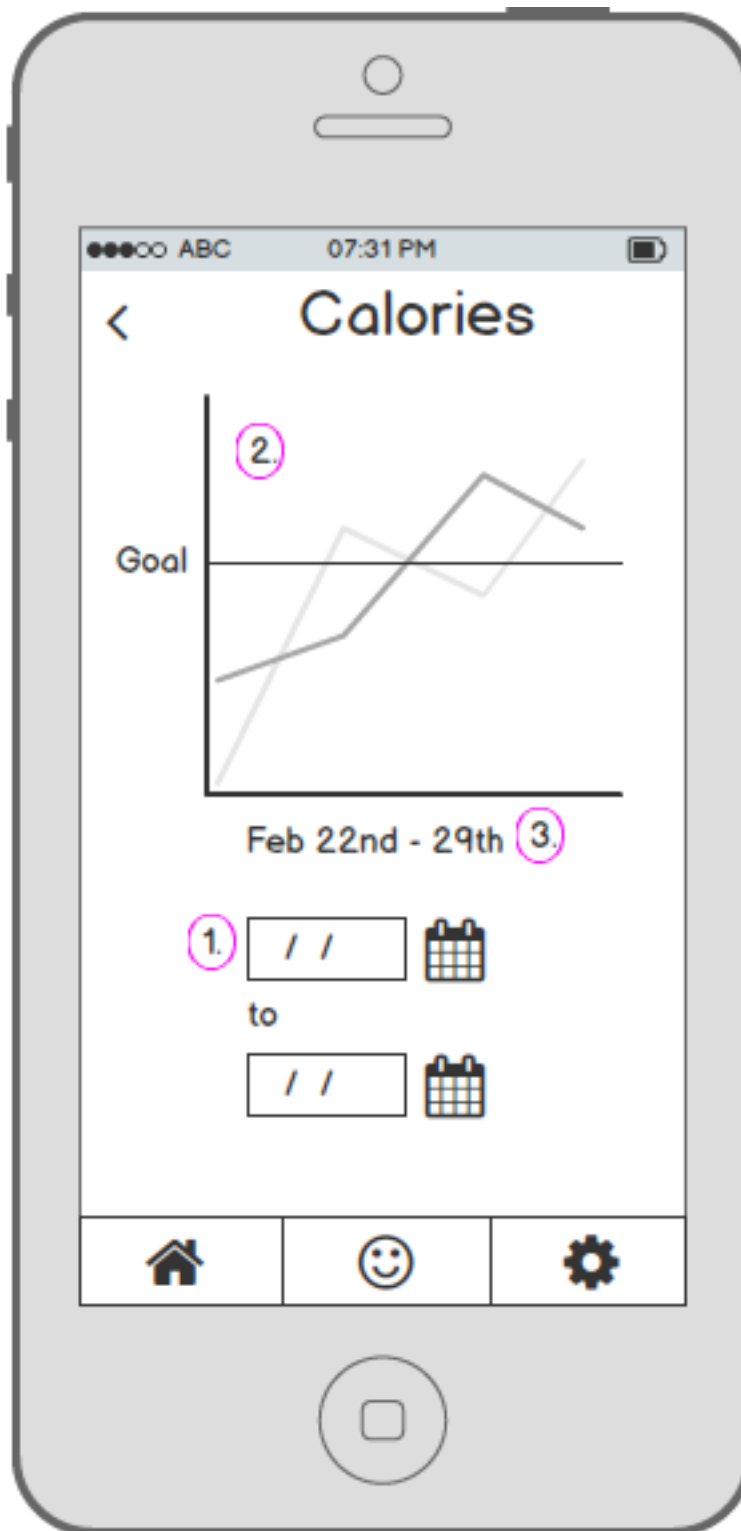 ABC 07:31 PM
Calories
2.
Goal
Feb 22nd - 29th 3.
1. / /
to
/ /